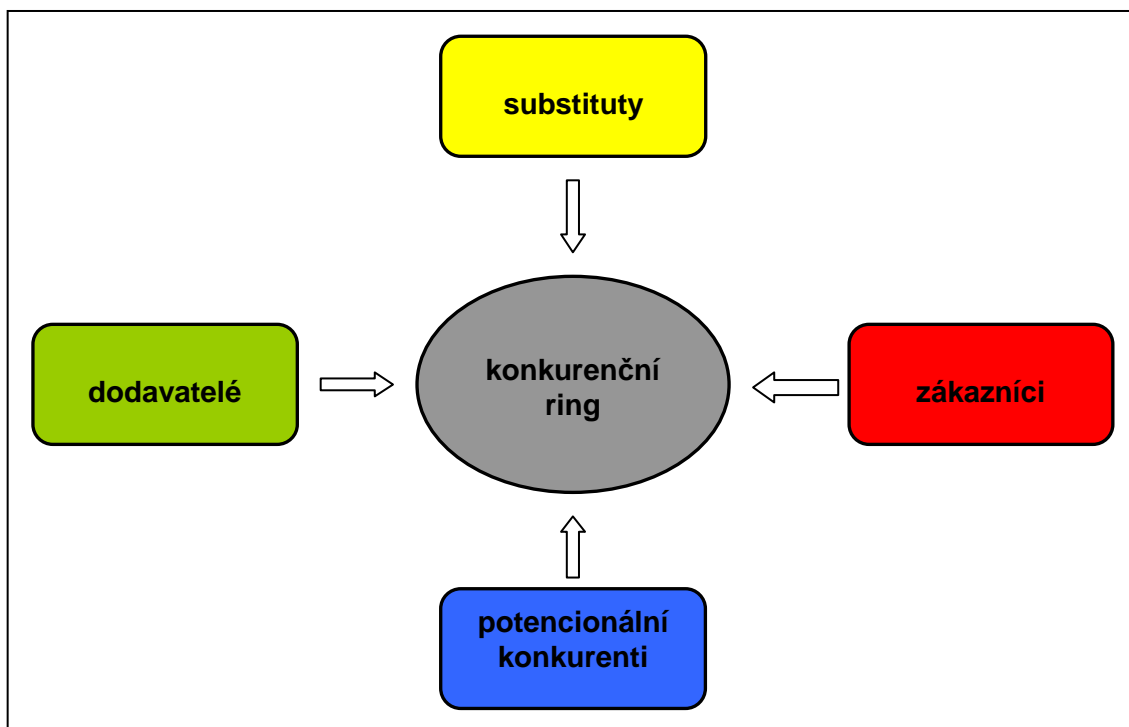 substituty
dodavatelé
konkurenční
ring
zákazníci
potencionální
konkurenti